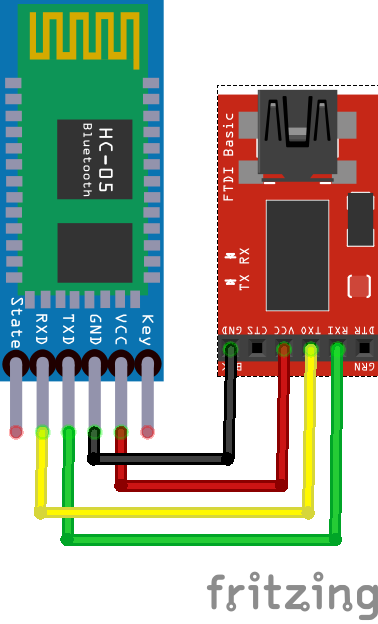 HC-05
Bluetooth
State
RXD
TXD
GND
VCC
Key
FTDI Basic
TX RX
GND
CTS
VCC
TXO
RXI
DTR
GRN
fritzing